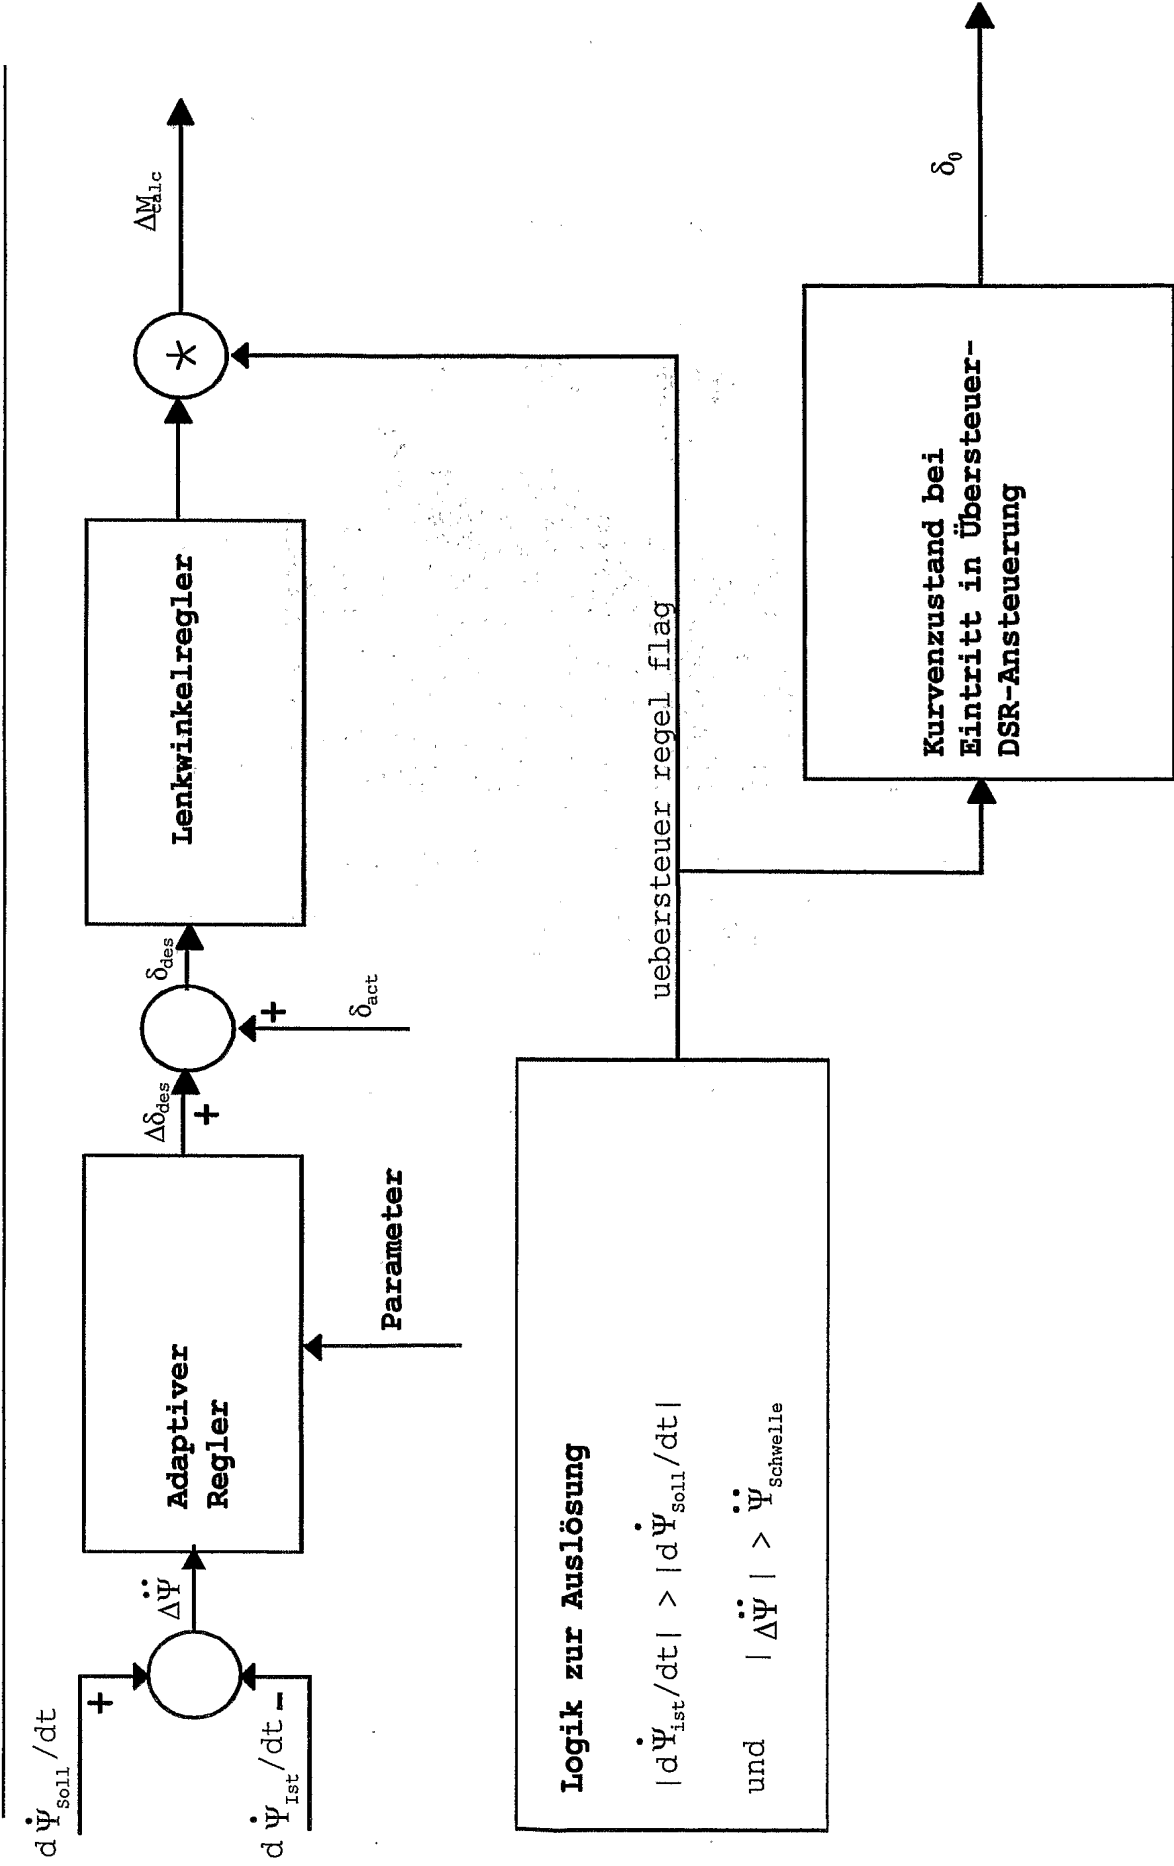 dΨ̇Soll/dt
+
dΨ̇Ist/dt
-
ΔΨ̈
Adaptiver
Regler
Parameter
Δδdes
+
δact
+
δdes
Lenkwinkelregler
*
ΔMcalc
Logik zur Auslösung
|dΨ̇ist/dt| > |dΨ̇Soll/dt|
und |ΔΨ̈| > Ψ̈Schwelle
uebersteuer regel flag
Kurvenzustand bei
Eintritt in Übersteuer-
DSR-Ansteuerung
δ0